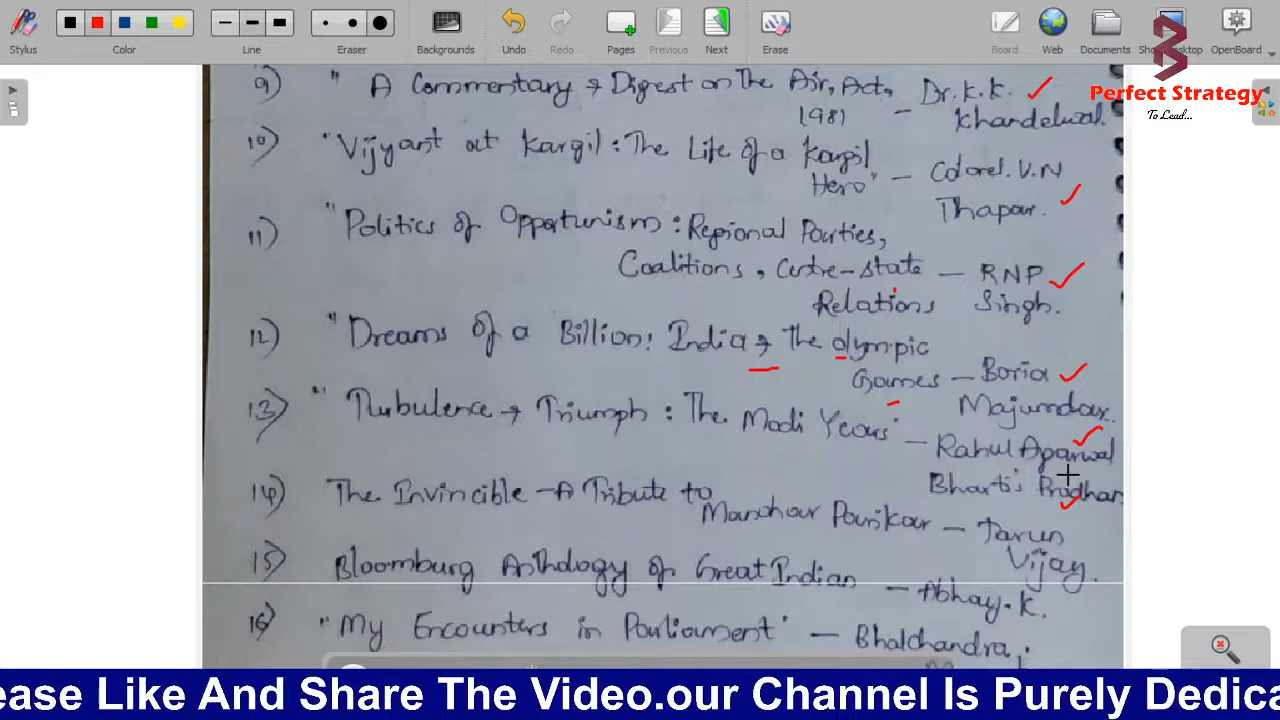 Stylus
Color
Line
Eraser
Backgrounds
Undo
Redo
Pages
Previous
Next
Erase
Board
Web
Documents
Show Desktop
OpenBoard
Perfect Strategy
To Lead...
9) " A Commentary & Digest on The Air, Act, 1981 – Dr. K.K. Khandelwal.
10) "Vijyant at Kargil : The Life of a Kargil Hero" – Colonel. V.N Thapar.
11) "Politics of Opportunism : Regional Parties, Coalitions, Centre-state Relations – RNP Singh.
12) "Dreams of a Billion: India & The Olympic Games – Boria Majumdar.
13) "Turbulence & Triumph : The Modi Years" – Rahul Agarwal Bharti's Pradhan
14) The Invincible – A Tribute to Manohar Parikar – Tarun Vijay.
15) Bloomburg Anthology of Great Indian – Abhay. K.
16) "My Encounters in Parliament" – Bhalchandra
ease Like And Share The Video.our Channel Is Purely Dedica